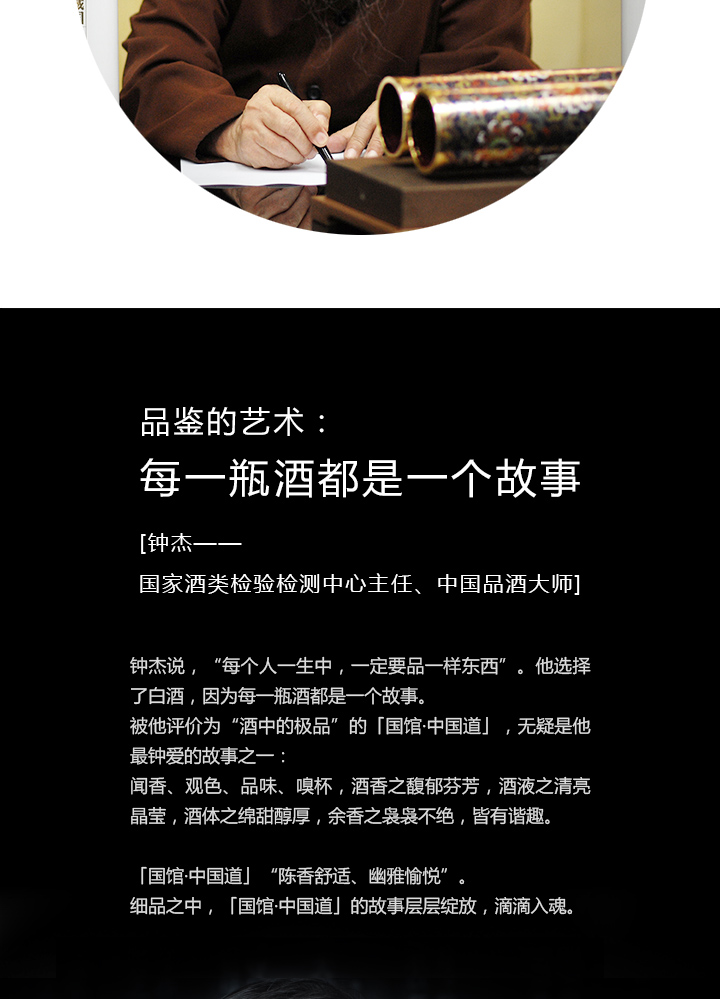 品鉴的艺术：
每一瓶酒都是一个故事
[钟杰——
国家酒类检验检测中心主任、中国品酒大师]
钟杰说，“每个人一生中，一定要品一样东西”。他选择
了白酒，因为每一瓶酒都是一个故事。
被他评价为“酒中的极品”的「国馆·中国道」，无疑是他
最钟爱的故事之一：
闻香、观色、品味、嗅杯，酒香之馥郁芬芳，酒液之清亮
晶莹，酒体之绵甜醇厚，余香之袅袅不绝，皆有谐趣。
「国馆·中国道」“陈香舒适、幽雅愉悦”。
细品之中，「国馆·中国道」的故事层层绽放，滴滴入魂。